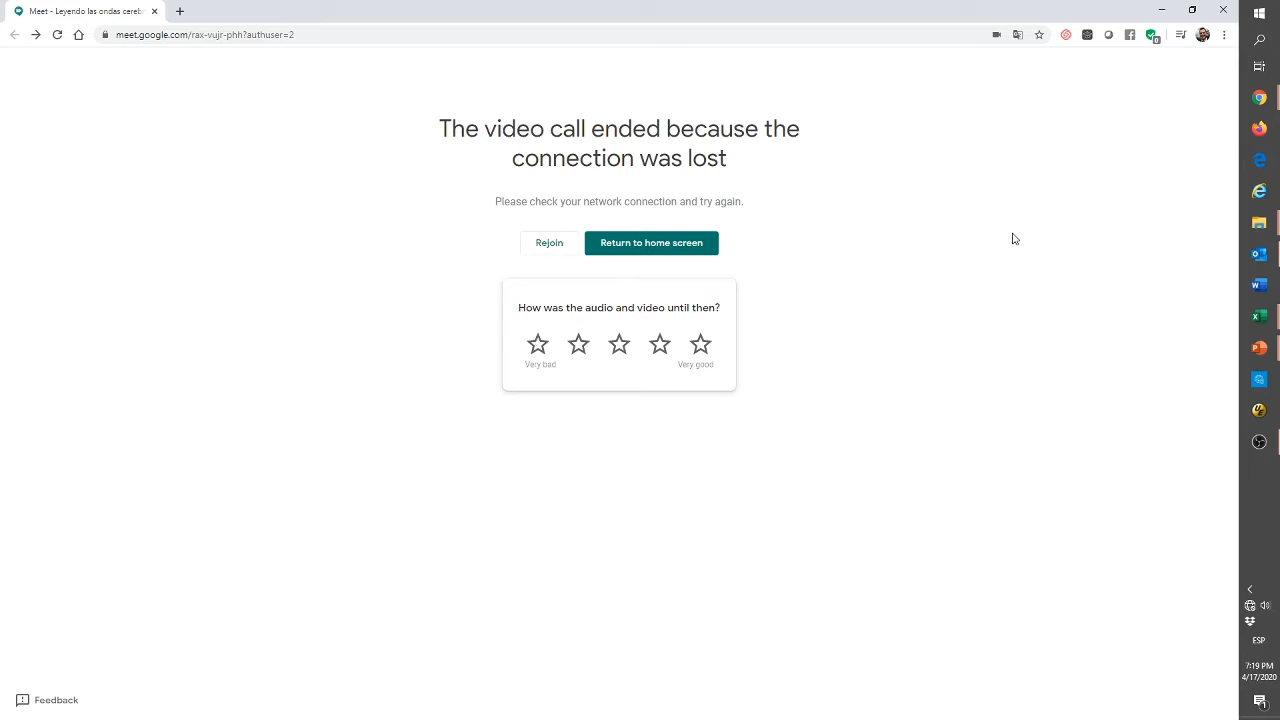 Meet - Leyendo las ondas cereb
meet.google.com/rax-vujr-phh?authuser=2
The video call ended because the
connection was lost
Please check your network connection and try again.
Rejoin
Return to home screen
How was the audio and video until then?
Very bad
Very good
Feedback
ESP
7:19 PM
4/17/2020